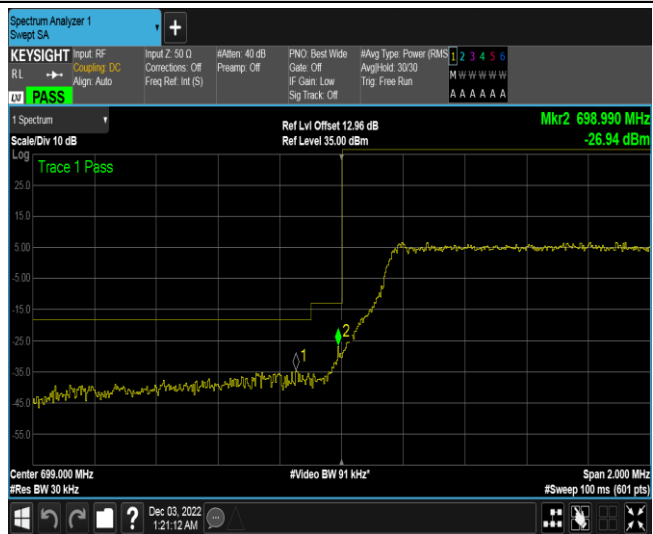 Spectrum Analyzer 1
Swept SA
+
KEYSIGHT
RL
LXI PASS
Input: RF
Coupling: DC
Align: Auto
Input Z: 50 Ω
Corrections: Off
Freq Ref: Int (S)
#Atten: 40 dB
Preamp: Off
PNO: Best Wide
Gate: Off
IF Gain: Low
Sig Track: Off
#Avg Type: Power (RMS
Avg|Hold: 30/30
Trig: Free Run
1 2 3 4 5 6
M W W W W W
A A A A A A
1 Spectrum
Scale/Div 10 dB
Ref Lvl Offset 12.96 dB
Ref Level 35.00 dBm
Mkr2 698.990 MHz
-26.94 dBm
Log
Trace 1 Pass
25.0
15.0
5.00
-5.00
-15.0
-25.0
-35.0
-45.0
-55.0
1
2
Center 699.000 MHz
#Res BW 30 kHz
#Video BW 91 kHz*
Span 2.000 MHz
#Sweep 100 ms (601 pts)
?
Dec 03, 2022
1:21:12 AM